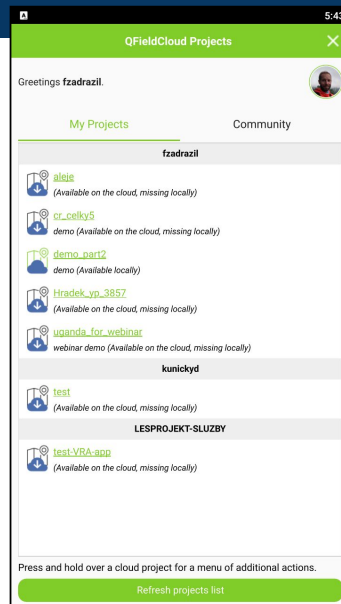 A
5:43
QFieldCloud Projects
Greetings fzadrazil.
My Projects
Community
fzadrazil
aleje
(Available on the cloud, missing locally)
cr_celky5
demo (Available on the cloud, missing locally)
demo_part2
demo (Available locally)
Hradek_yp_3857
(Available on the cloud, missing locally)
uganda_for_webinar
webinar demo (Available on the cloud, missing locally)
kunickyd
test
(Available on the cloud, missing locally)
LESPROJEKT-SLUZBY
test-VRA-app
(Available on the cloud, missing locally)
Press and hold over a cloud project for a menu of additional actions.
Refresh projects list